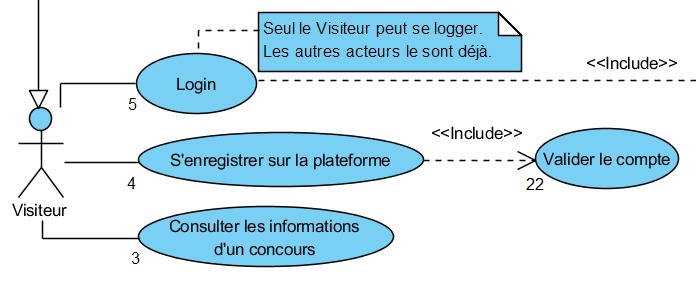 Seul le Visiteur peut se logger.
Les autres acteurs le sont déjà.
<<Include>>
Login
5
<<Include>>
S'enregistrer sur la plateforme
Valider le compte
4
22
Visiteur
Consulter les informations
d'un concours
3